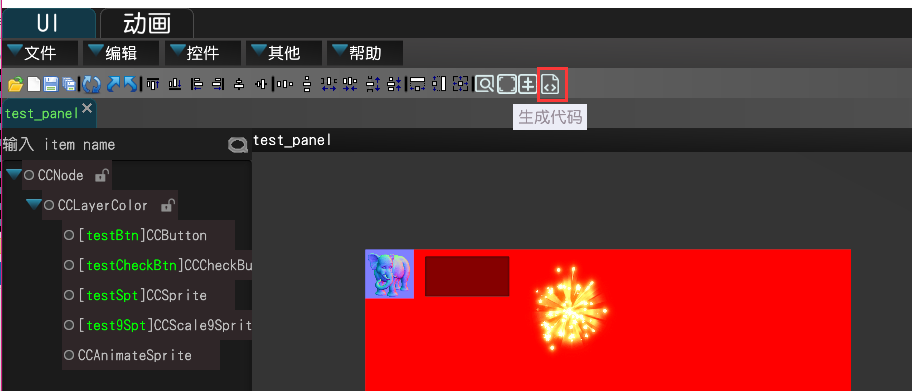 UI 动画
文件 编辑 控件 其他 帮助
生成代码
test_panel
输入 item name
test_panel
CCNode
CCLayerColor
[testBtn]CCButton
[testCheckBtn]CCCheckBu
[testSpt]CCSprite
[test9Spt]CCScale9Sprit
CCAnimateSprite